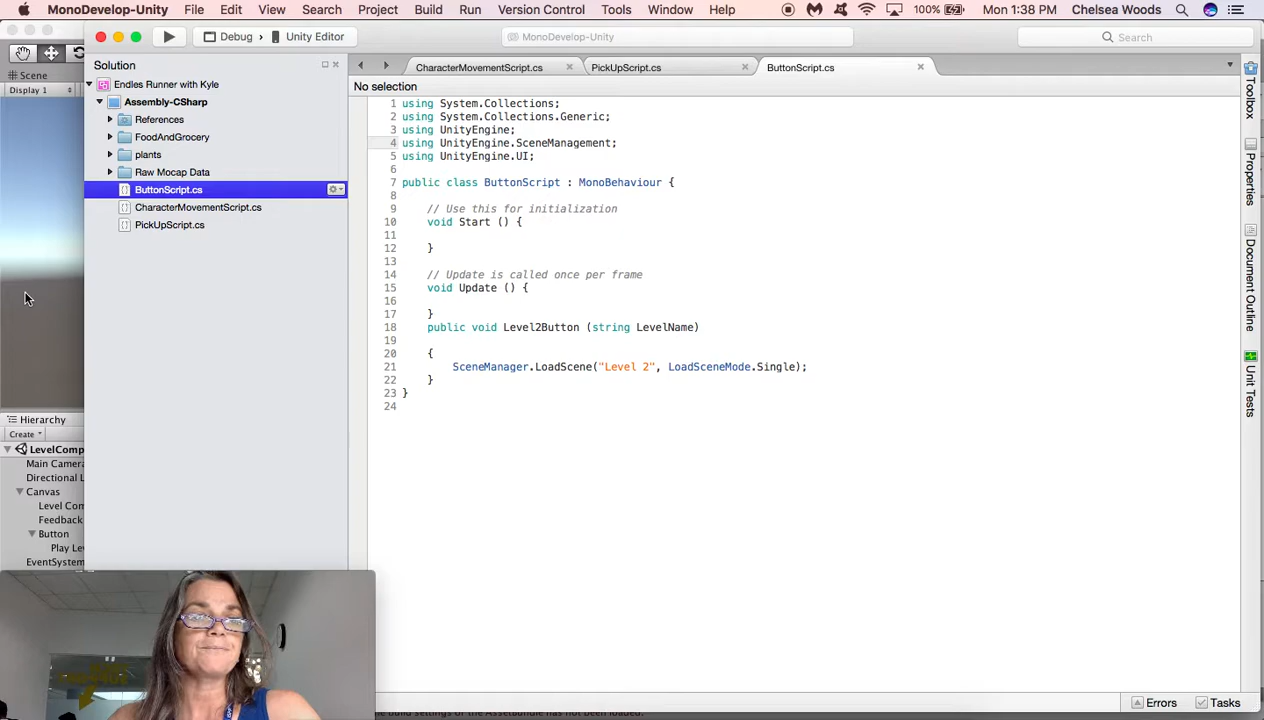 MonoDevelop-Unity File Edit View Search Project Build Run Version Control Tools Window Help 100% Mon 1:38 PM Chelsea Woods
Debug Unity Editor MonoDevelop-Unity Search
Solution
CharacterMovementScript.cs PickUpScript.cs ButtonScript.cs
No selection
Scene
Display 1
Endles Runner with Kyle
Assembly-CSharp
References
FoodAndGrocery
plants
Raw Mocap Data
ButtonScript.cs
CharacterMovementScript.cs
PickUpScript.cs
1 using System.Collections;
2 using System.Collections.Generic;
3 using UnityEngine;
4 using UnityEngine.SceneManagement;
5 using UnityEngine.UI;
6
7 public class ButtonScript : MonoBehaviour {
8
9 // Use this for initialization
10 void Start () {
11
12 }
13
14 // Update is called once per frame
15 void Update () {
16
17 }
18 public void Level2Button (string LevelName)
19
20 {
21 SceneManager.LoadScene("Level 2", LoadSceneMode.Single);
22 }
23 }
24
Toolbox
Properties
Document Outline
Unit Tests
Hierarchy
Create
LevelComp
Main Camera
Directional L
Canvas
Level Com
Feedback
Button
Play Le
EventSystem
Errors Tasks